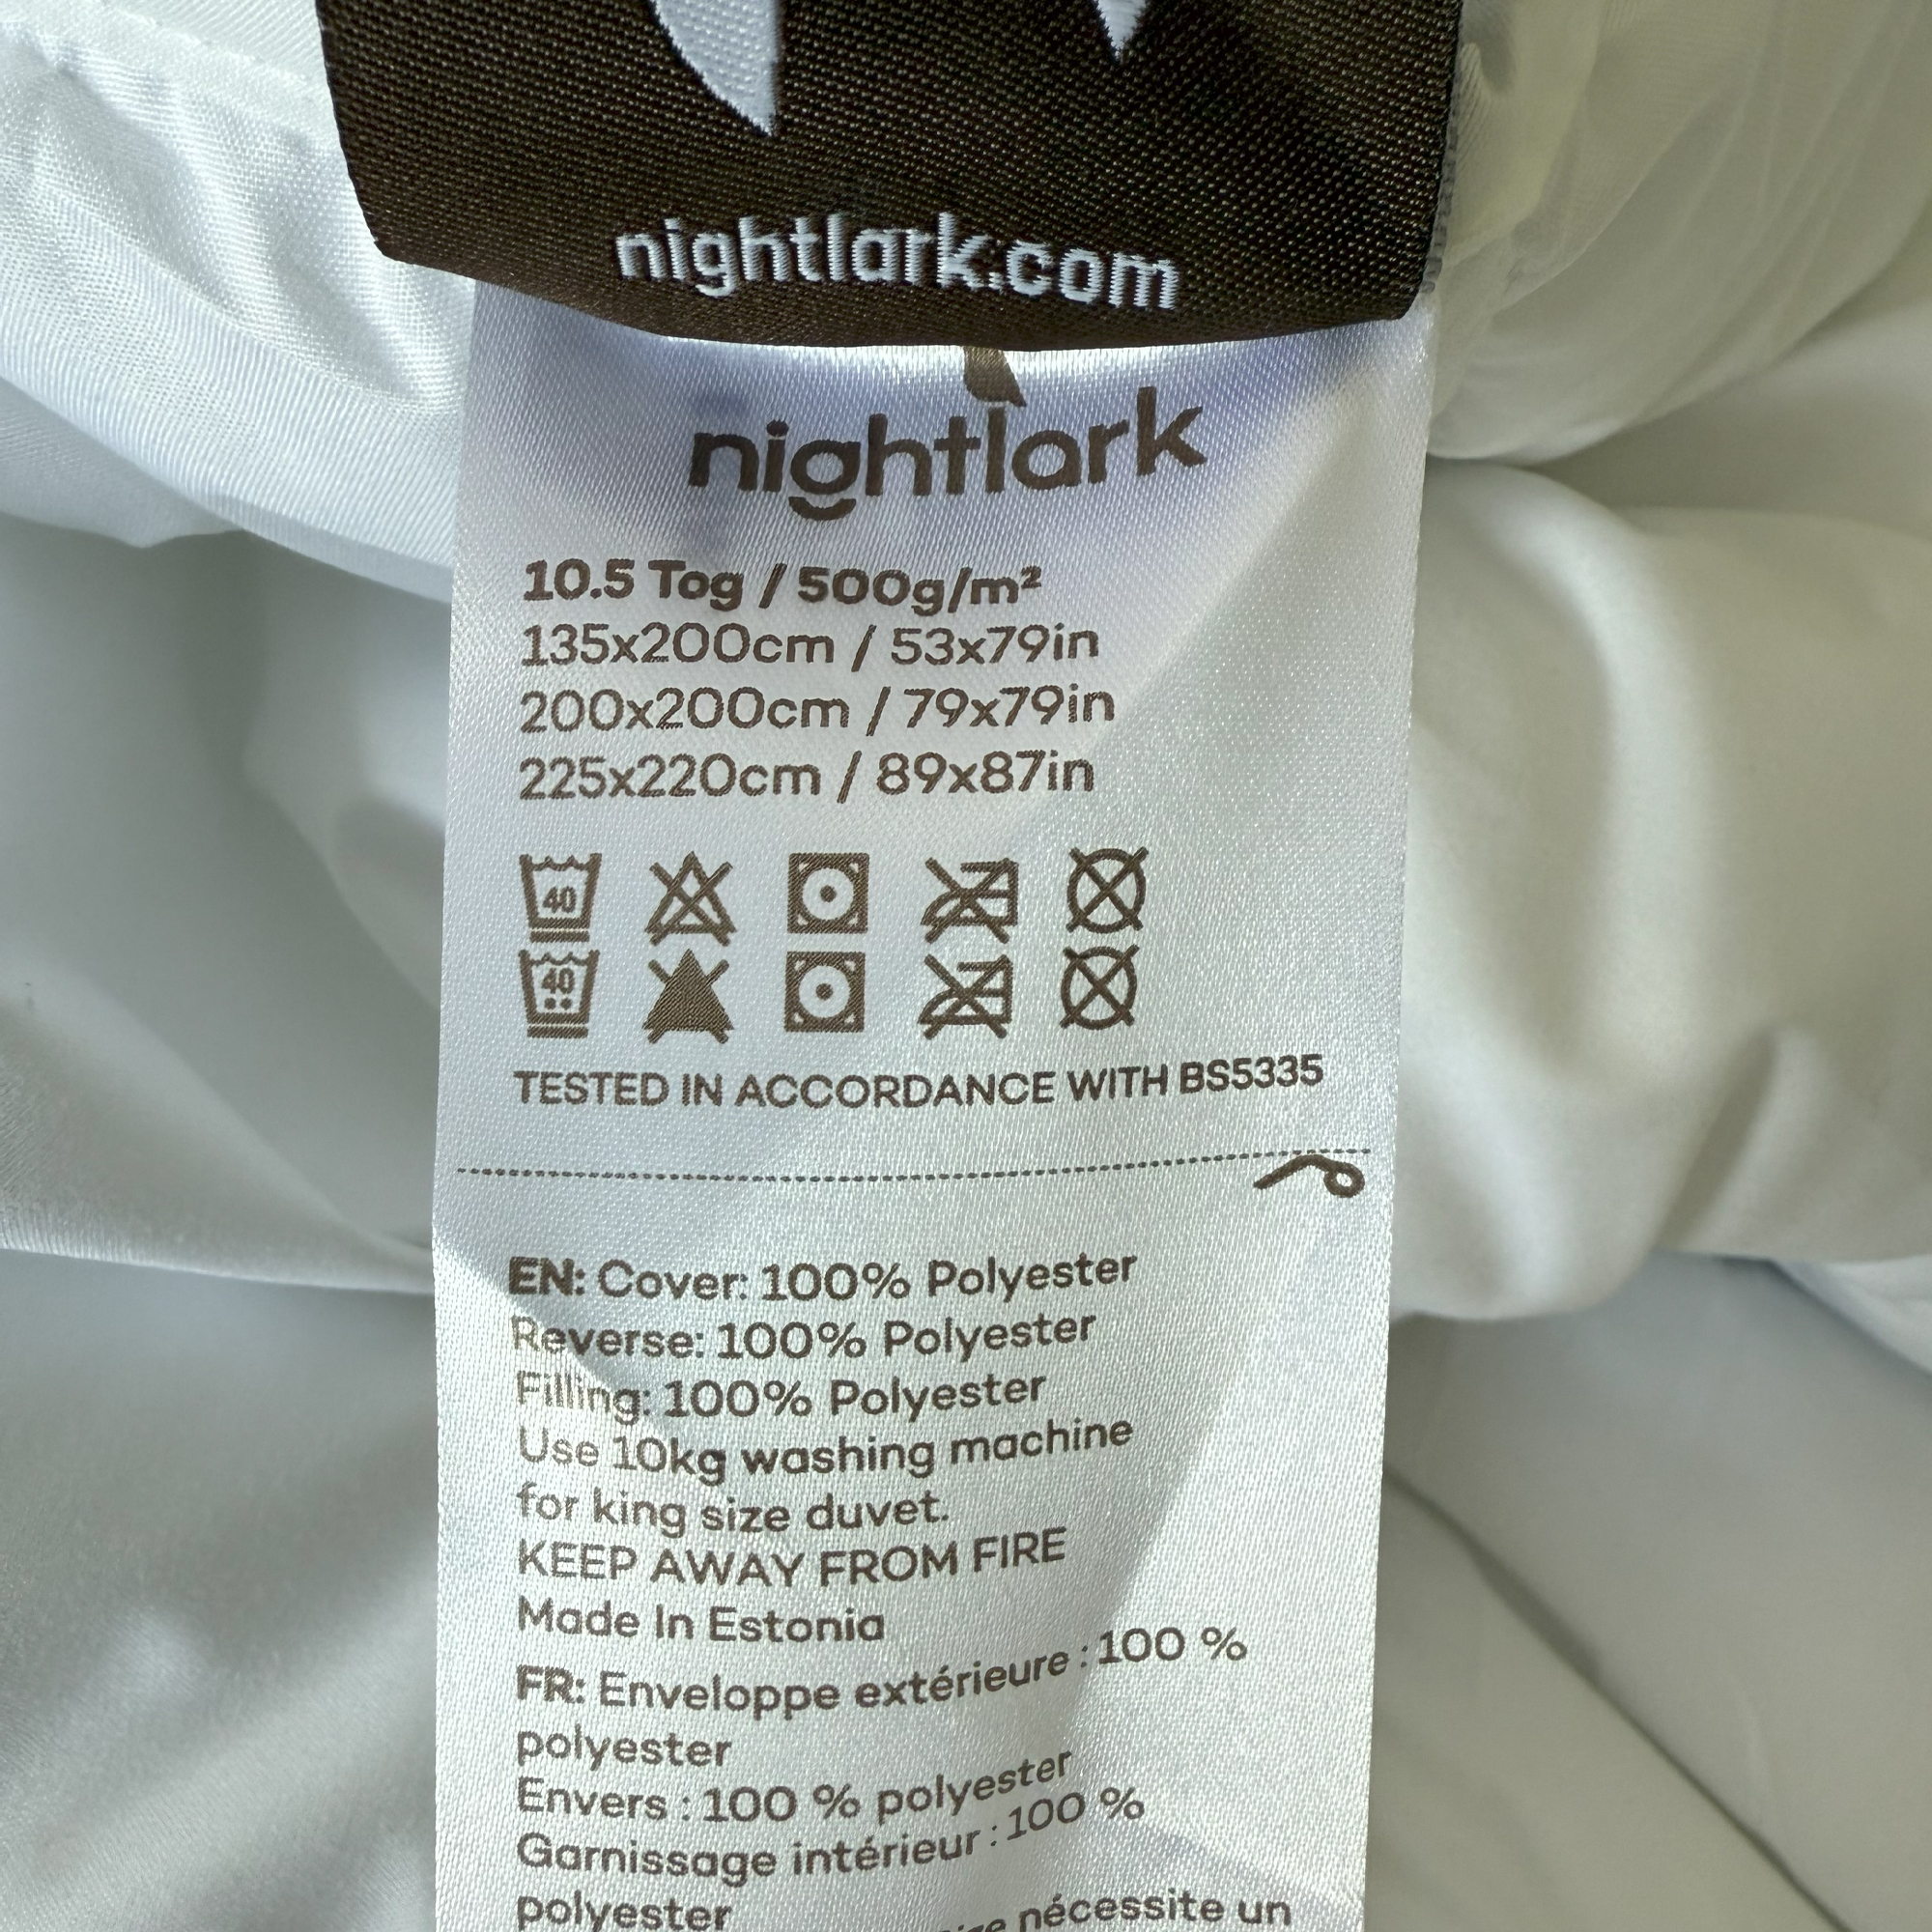 nightlark.com
nightlark
10.5 Tog / 500g/m²
135x200cm / 53x79in
200x200cm / 79x79in
225x220cm / 89x87in
40
40
TESTED IN ACCORDANCE WITH BS5335
EN: Cover: 100% Polyester
Reverse: 100% Polyester
Filling: 100% Polyester
Use 10kg washing machine
for king size duvet.
KEEP AWAY FROM FIRE
Made In Estonia
FR: Enveloppe extérieure : 100 %
polyester
Envers : 100 % polyester
Garnissage intérieur : 100 %
polyester
nécessite un